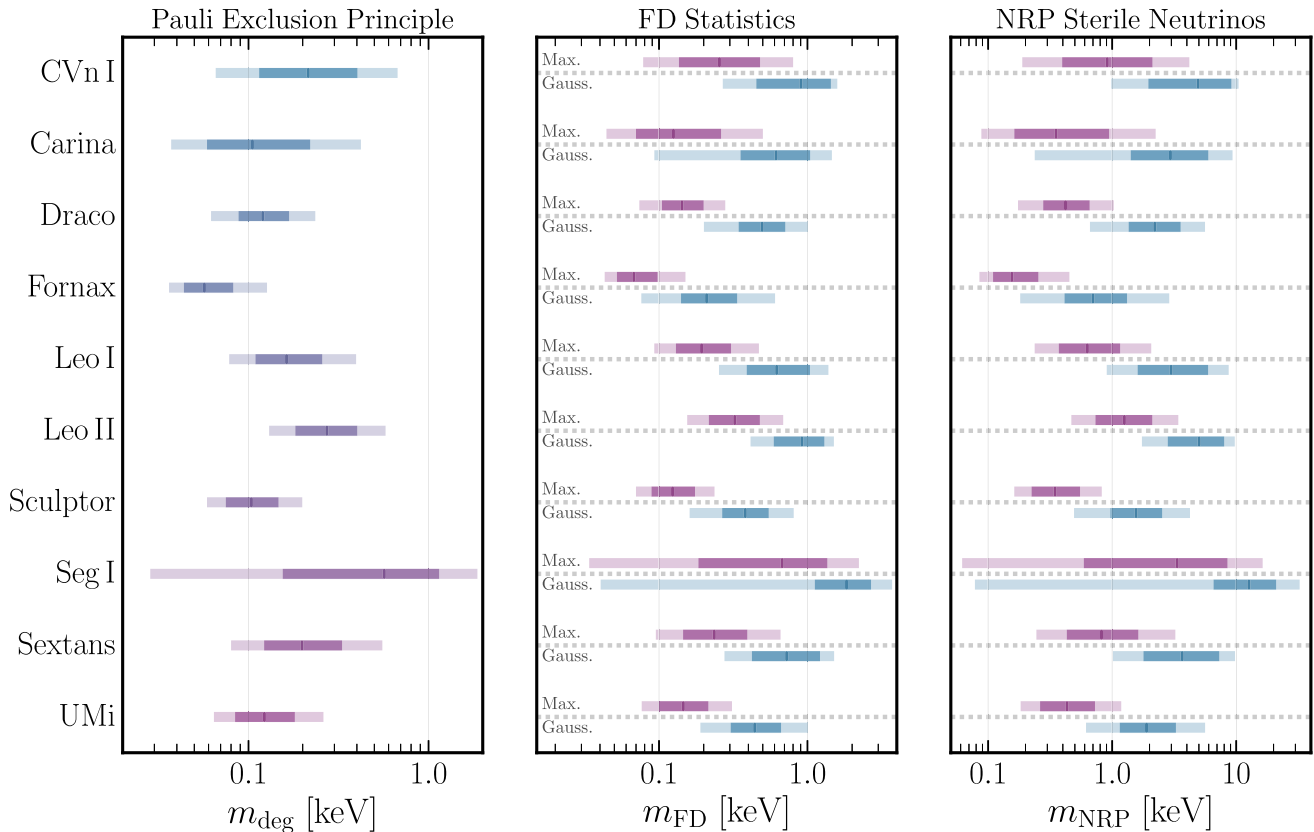 Pauli Exclusion Principle
FD Statistics
NRP Sterile Neutrinos
CVn I
Carina
Draco
Fornax
Leo I
Leo II
Sculptor
Seg I
Sextans
UMi
0.1 1.0
m_deg [keV]
Max.
Gauss.
Max.
Gauss.
Max.
Gauss.
Max.
Gauss.
Max.
Gauss.
Max.
Gauss.
Max.
Gauss.
Max.
Gauss.
Max.
Gauss.
Max.
Gauss.
0.1 1.0
m_FD [keV]
0.1 1.0 10
m_NRP [keV]